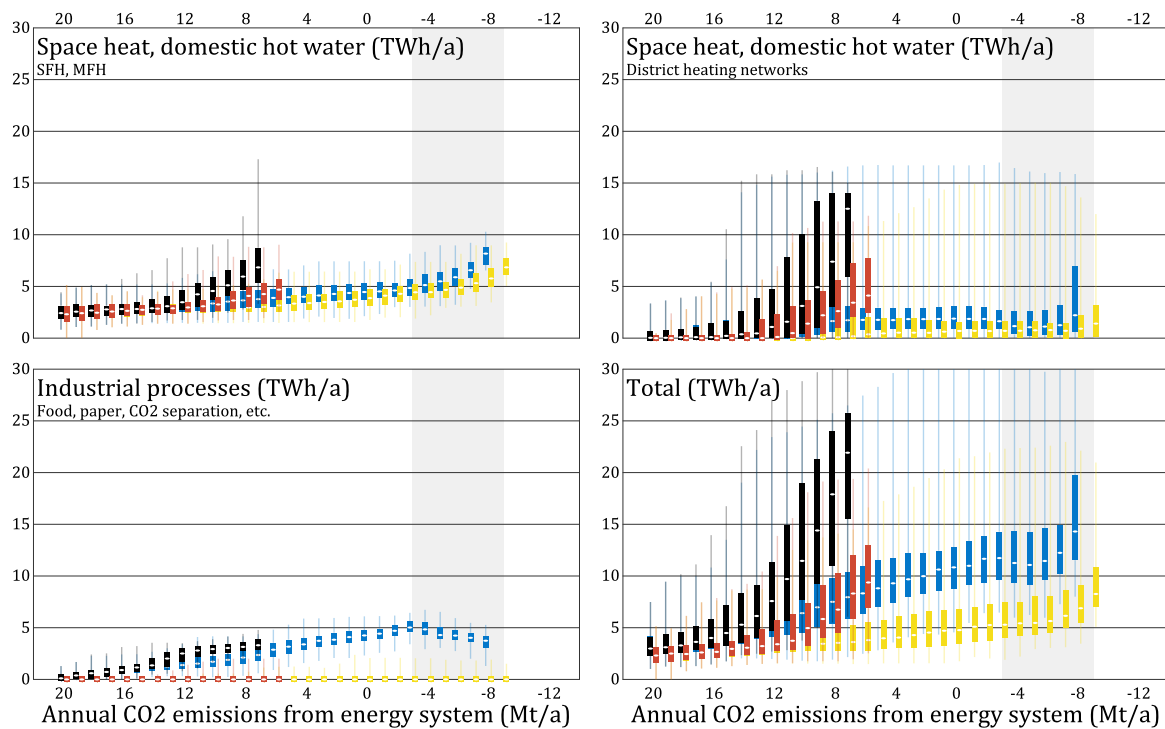 20 16 12 8 4 0 -4 -8 -12
20 16 12 8 4 0 -4 -8 -12
30
Space heat, domestic hot water (TWh/a)
SFH, MFH
25
20
15
10
5
0
30
Space heat, domestic hot water (TWh/a)
District heating networks
25
20
15
10
5
0
30
Industrial processes (TWh/a)
Food, paper, CO2 separation, etc.
25
20
15
10
5
0
20 16 12 8 4 0 -4 -8 -12
Annual CO2 emissions from energy system (Mt/a)
30
Total (TWh/a)
25
20
15
10
5
0
20 16 12 8 4 0 -4 -8 -12
Annual CO2 emissions from energy system (Mt/a)